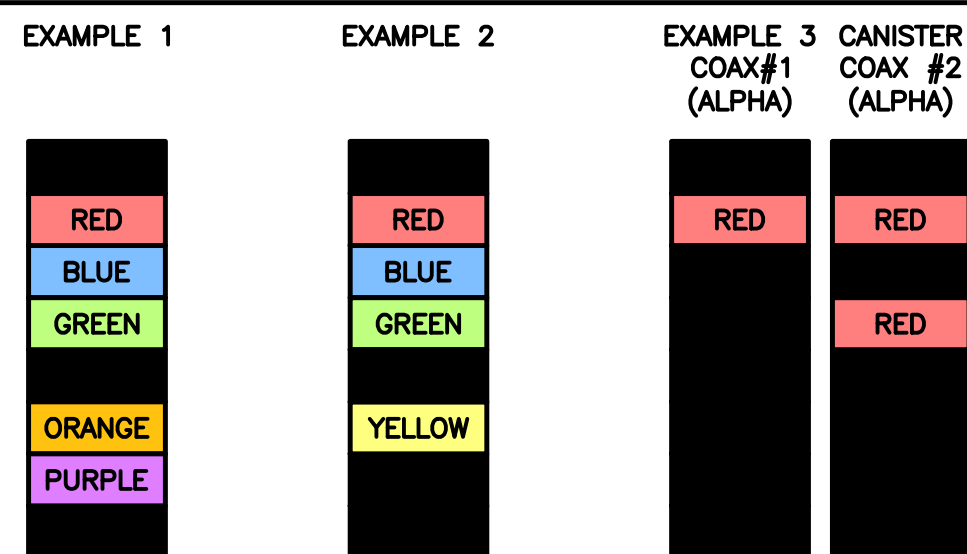 EXAMPLE 1
EXAMPLE 2
EXAMPLE 3 CANISTER
COAX#1 COAX #2
(ALPHA) (ALPHA)
RED RED RED RED
BLUE BLUE
GREEN GREEN RED
ORANGE YELLOW
PURPLE